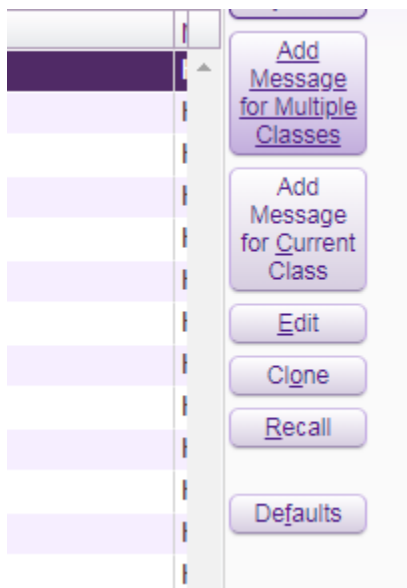 Add
Message
for Multiple
Classes
Add
Message
for Current
Class
Edit
Clone
Recall
Defaults